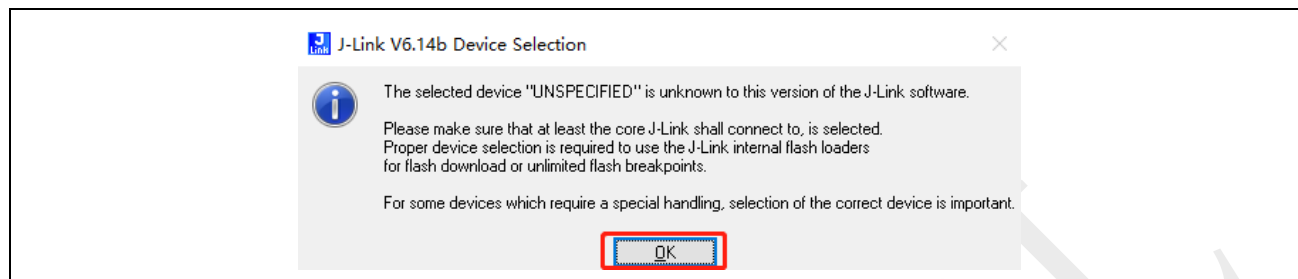 J-Link V6.14b Device Selection
The selected device "UNSPECIFIED" is unknown to this version of the J-Link software.
Please make sure that at least the core J-Link shall connect to, is selected.
Proper device selection is required to use the J-Link internal flash loaders
for flash download or unlimited flash breakpoints.
For some devices which require a special handling, selection of the correct device is important.
OK